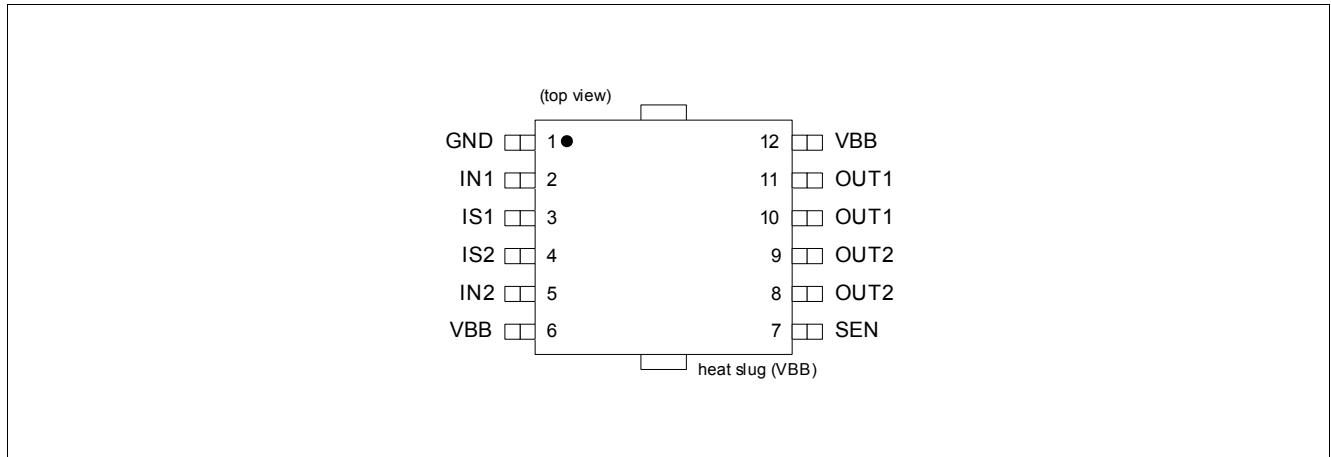 (top view)
GND 1 12 VBB
IN1 2 11 OUT1
IS1 3 10 OUT1
IS2 4 9 OUT2
IN2 5 8 OUT2
VBB 6 7 SEN
heat slug (VBB)